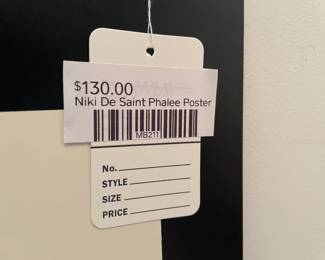 $130.00
Niki De Saint Phalee Poster
MB211
No.
STYLE
SIZE
PRICE